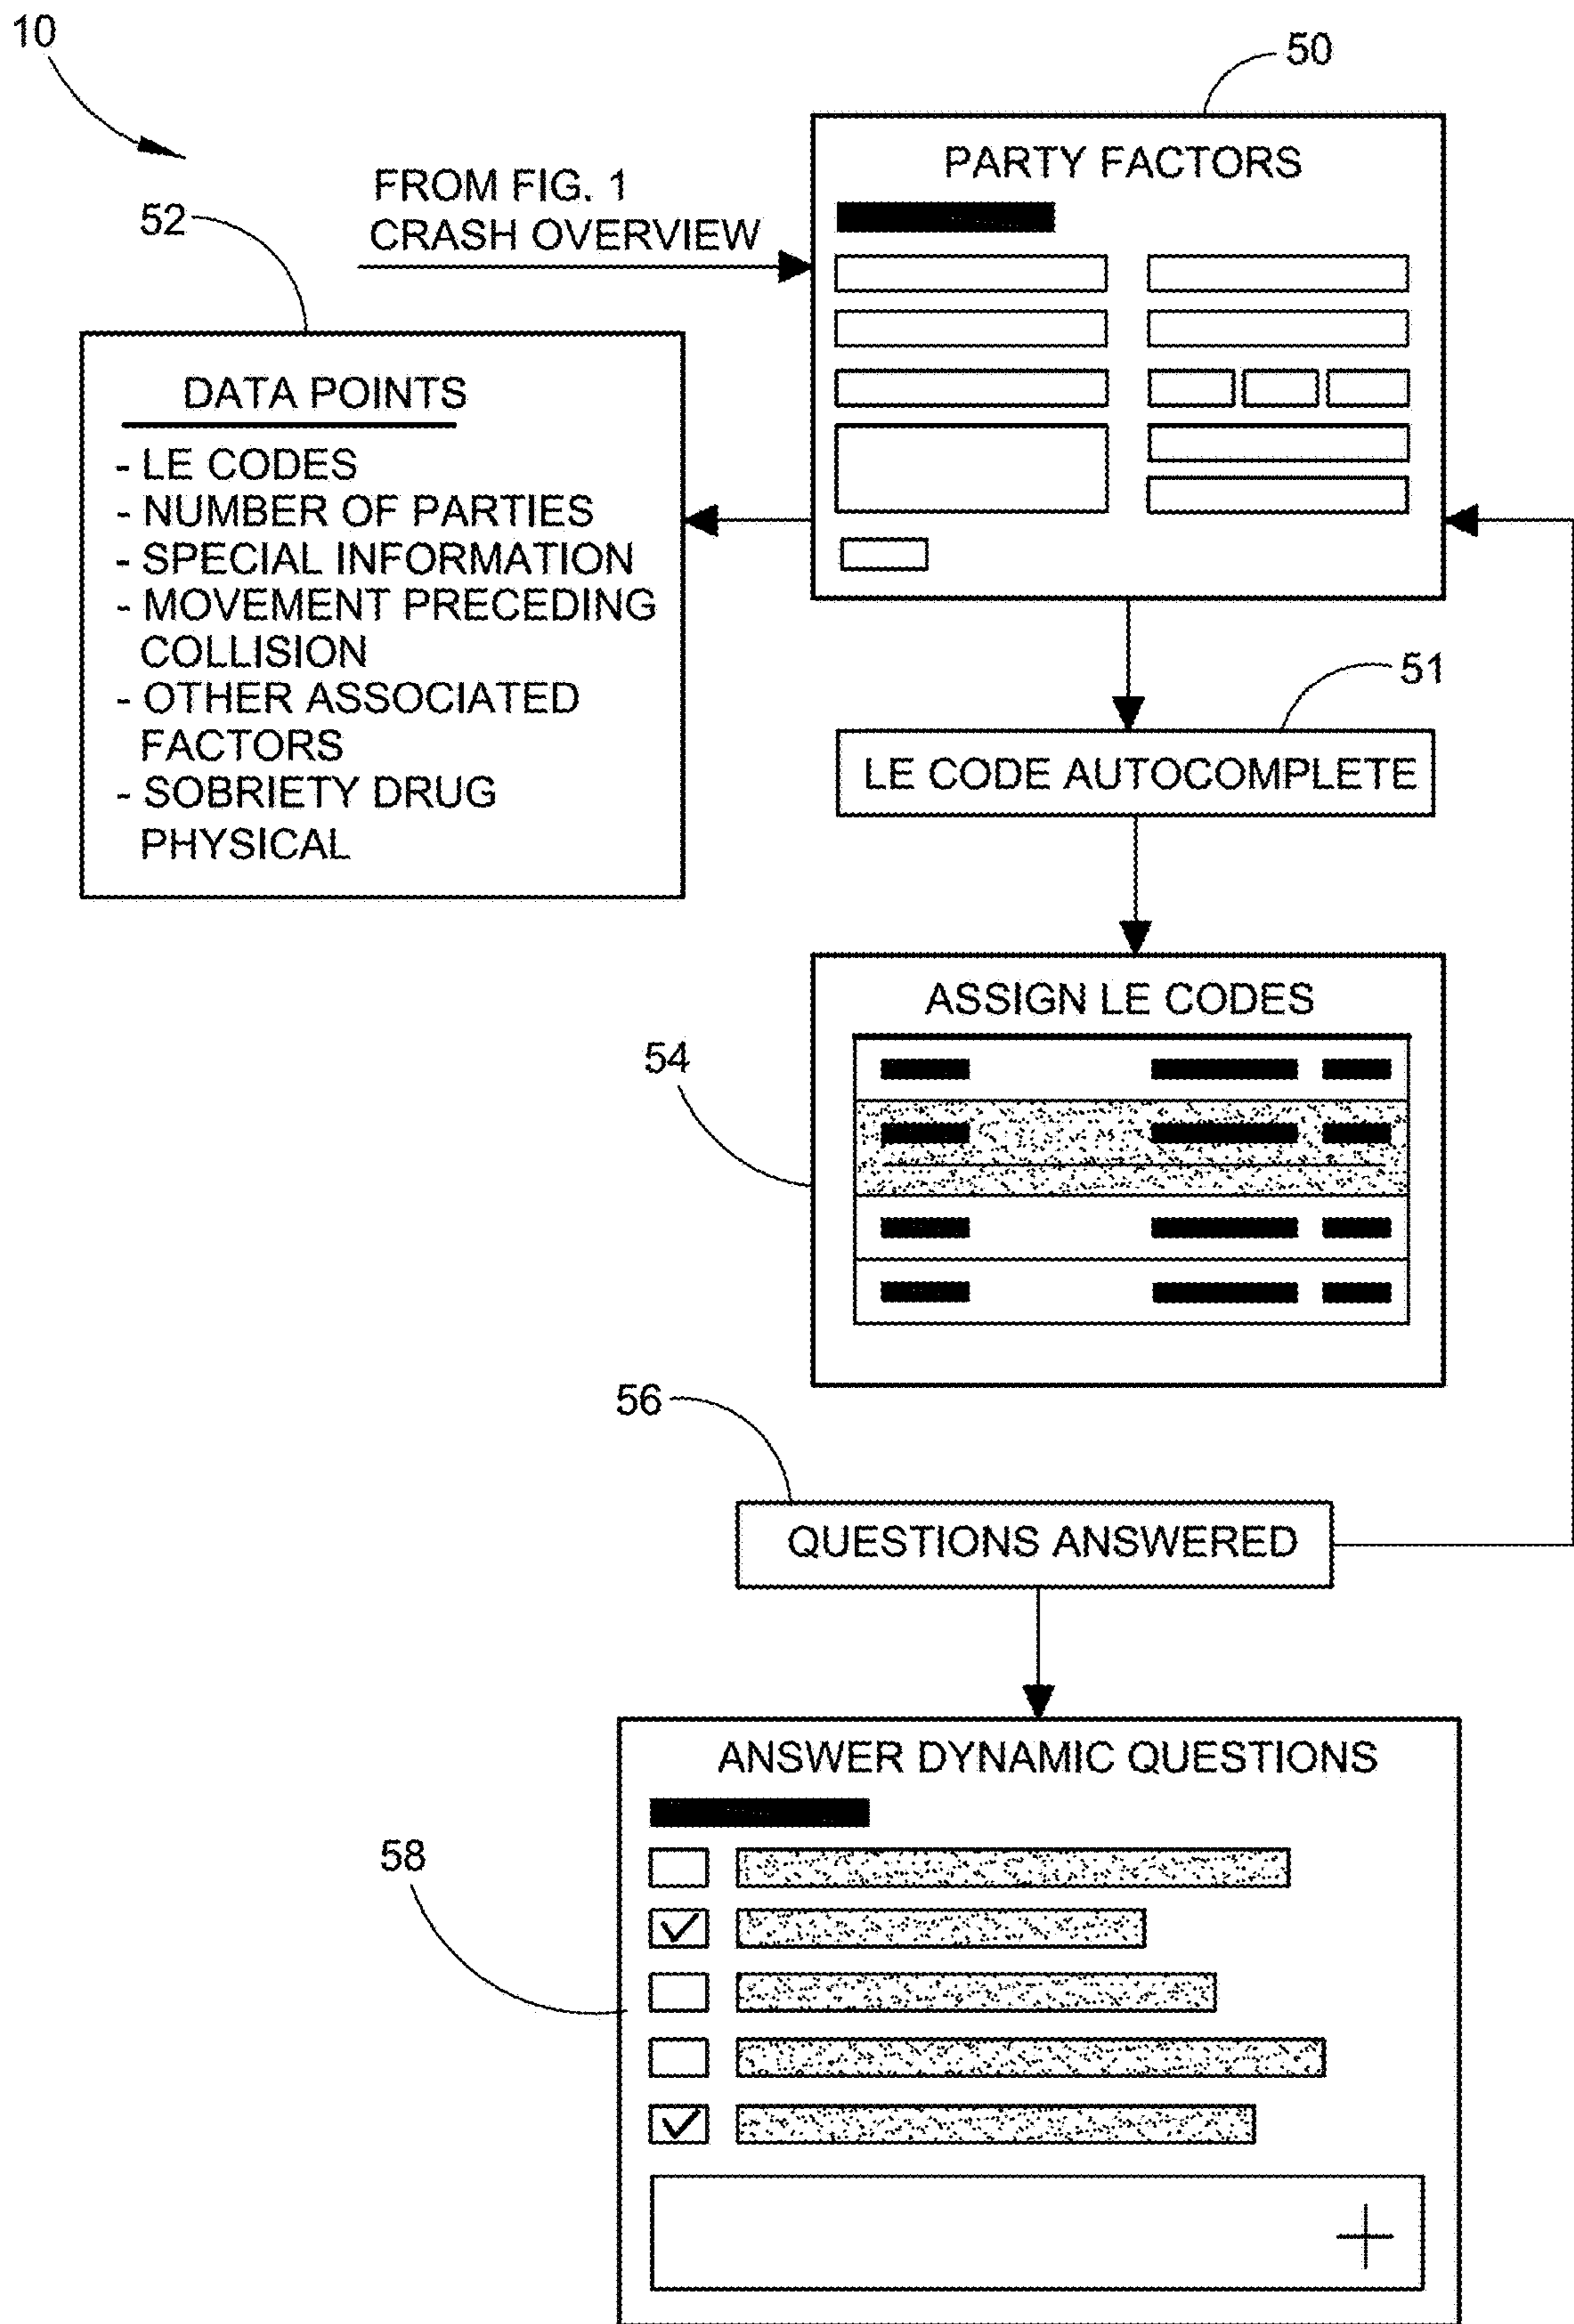 10
50
PARTY FACTORS
FROM FIG. 1
CRASH OVERVIEW
52
DATA POINTS
- LE CODES
- NUMBER OF PARTIES
- SPECIAL INFORMATION
- MOVEMENT PRECEDING
COLLISION
- OTHER ASSOCIATED
FACTORS
- SOBRIETY DRUG
PHYSICAL
51
LE CODE AUTOCOMPLETE
ASSIGN LE CODES
54
56
QUESTIONS ANSWERED
ANSWER DYNAMIC QUESTIONS
58